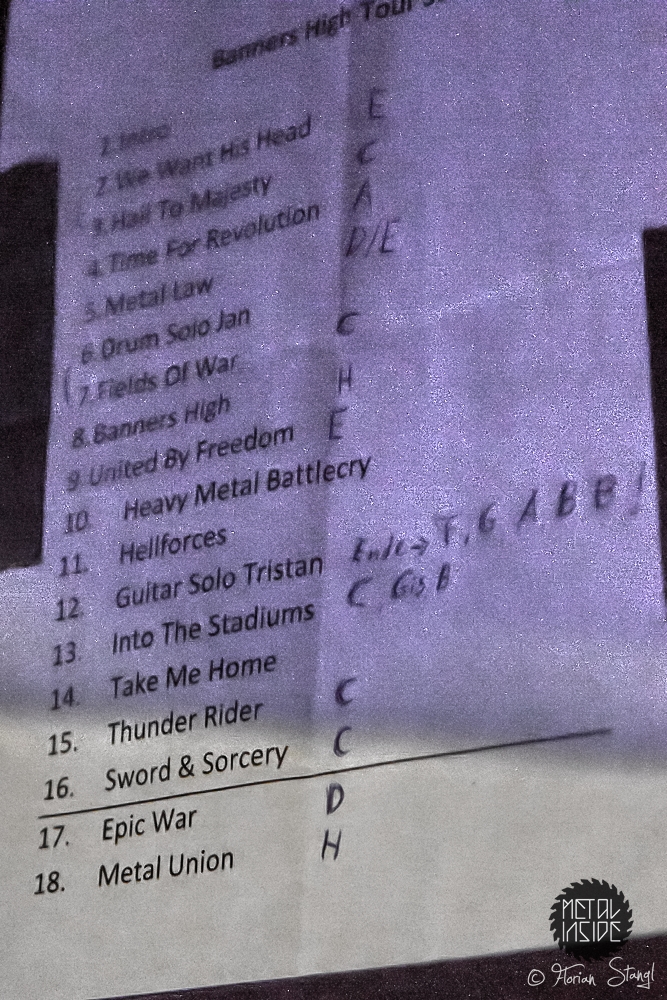 Banners High Tour
1. Intro
2. We Want His Head E
3. Hail To Majesty C
4. Time For Revolution A
5. Metal Law D/E
6. Drum Solo Jan
( 7. Fields Of War C
8. Banners High H
9. United By Freedom E
10. Heavy Metal Battlecry
11. Hellforces
12. Guitar Solo Tristan Ende → F, G A B B !
13. Into The Stadiums C Gis B
14. Take Me Home
15. Thunder Rider C
16. Sword & Sorcery C
17. Epic War D
18. Metal Union H
METAL
INSIDE
© Florian Stangl